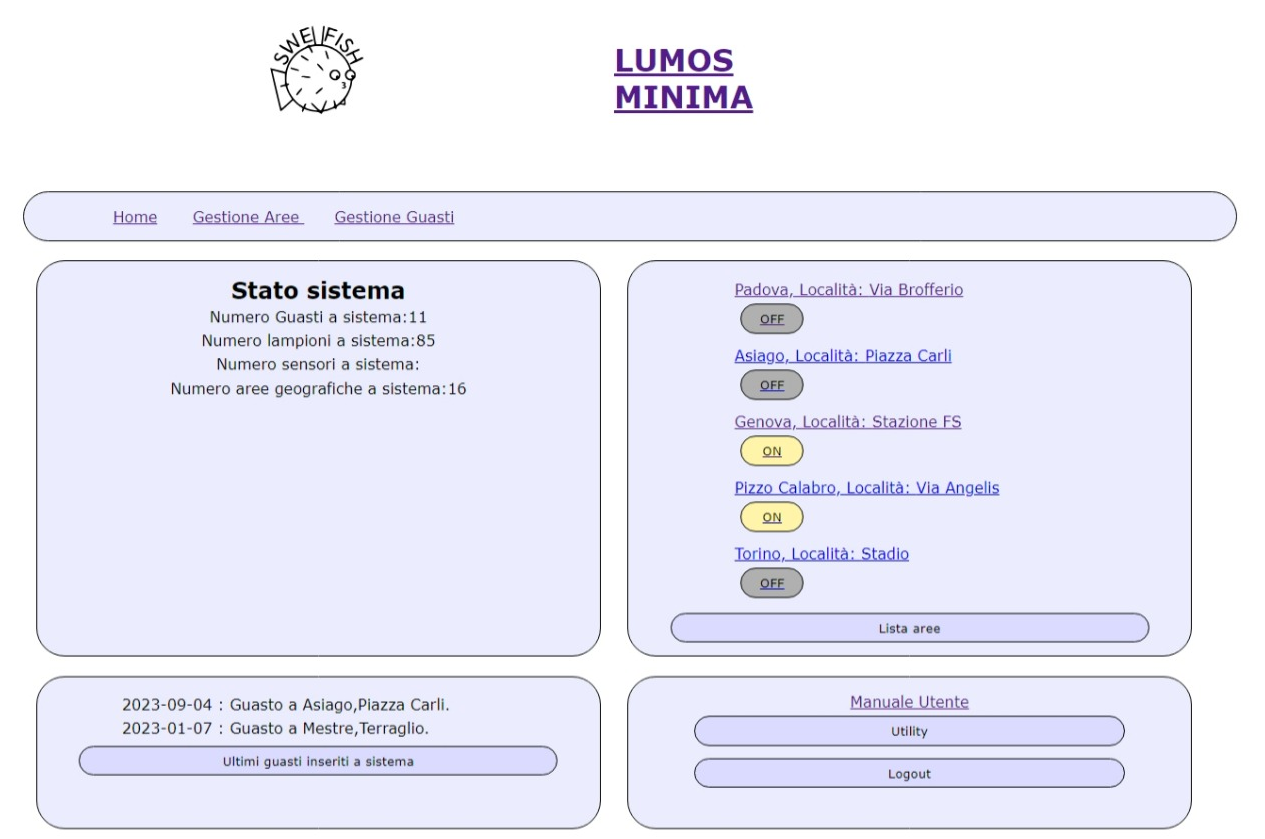 SWELLFISH
LUMOS
MINIMA
Home Gestione Aree Gestione Guasti
Stato sistema
Numero Guasti a sistema:11
Numero lampioni a sistema:85
Numero sensori a sistema:
Numero aree geografiche a sistema:16
Padova, Località: Via Brofferio
OFF
Asiago, Località: Piazza Carli
OFF
Genova, Località: Stazione FS
ON
Pizzo Calabro, Località: Via Angelis
ON
Torino, Località: Stadio
OFF
Lista aree
2023-09-04 : Guasto a Asiago,Piazza Carli.
2023-01-07 : Guasto a Mestre,Terraglio.
Ultimi guasti inseriti a sistema
Manuale Utente
Utility
Logout